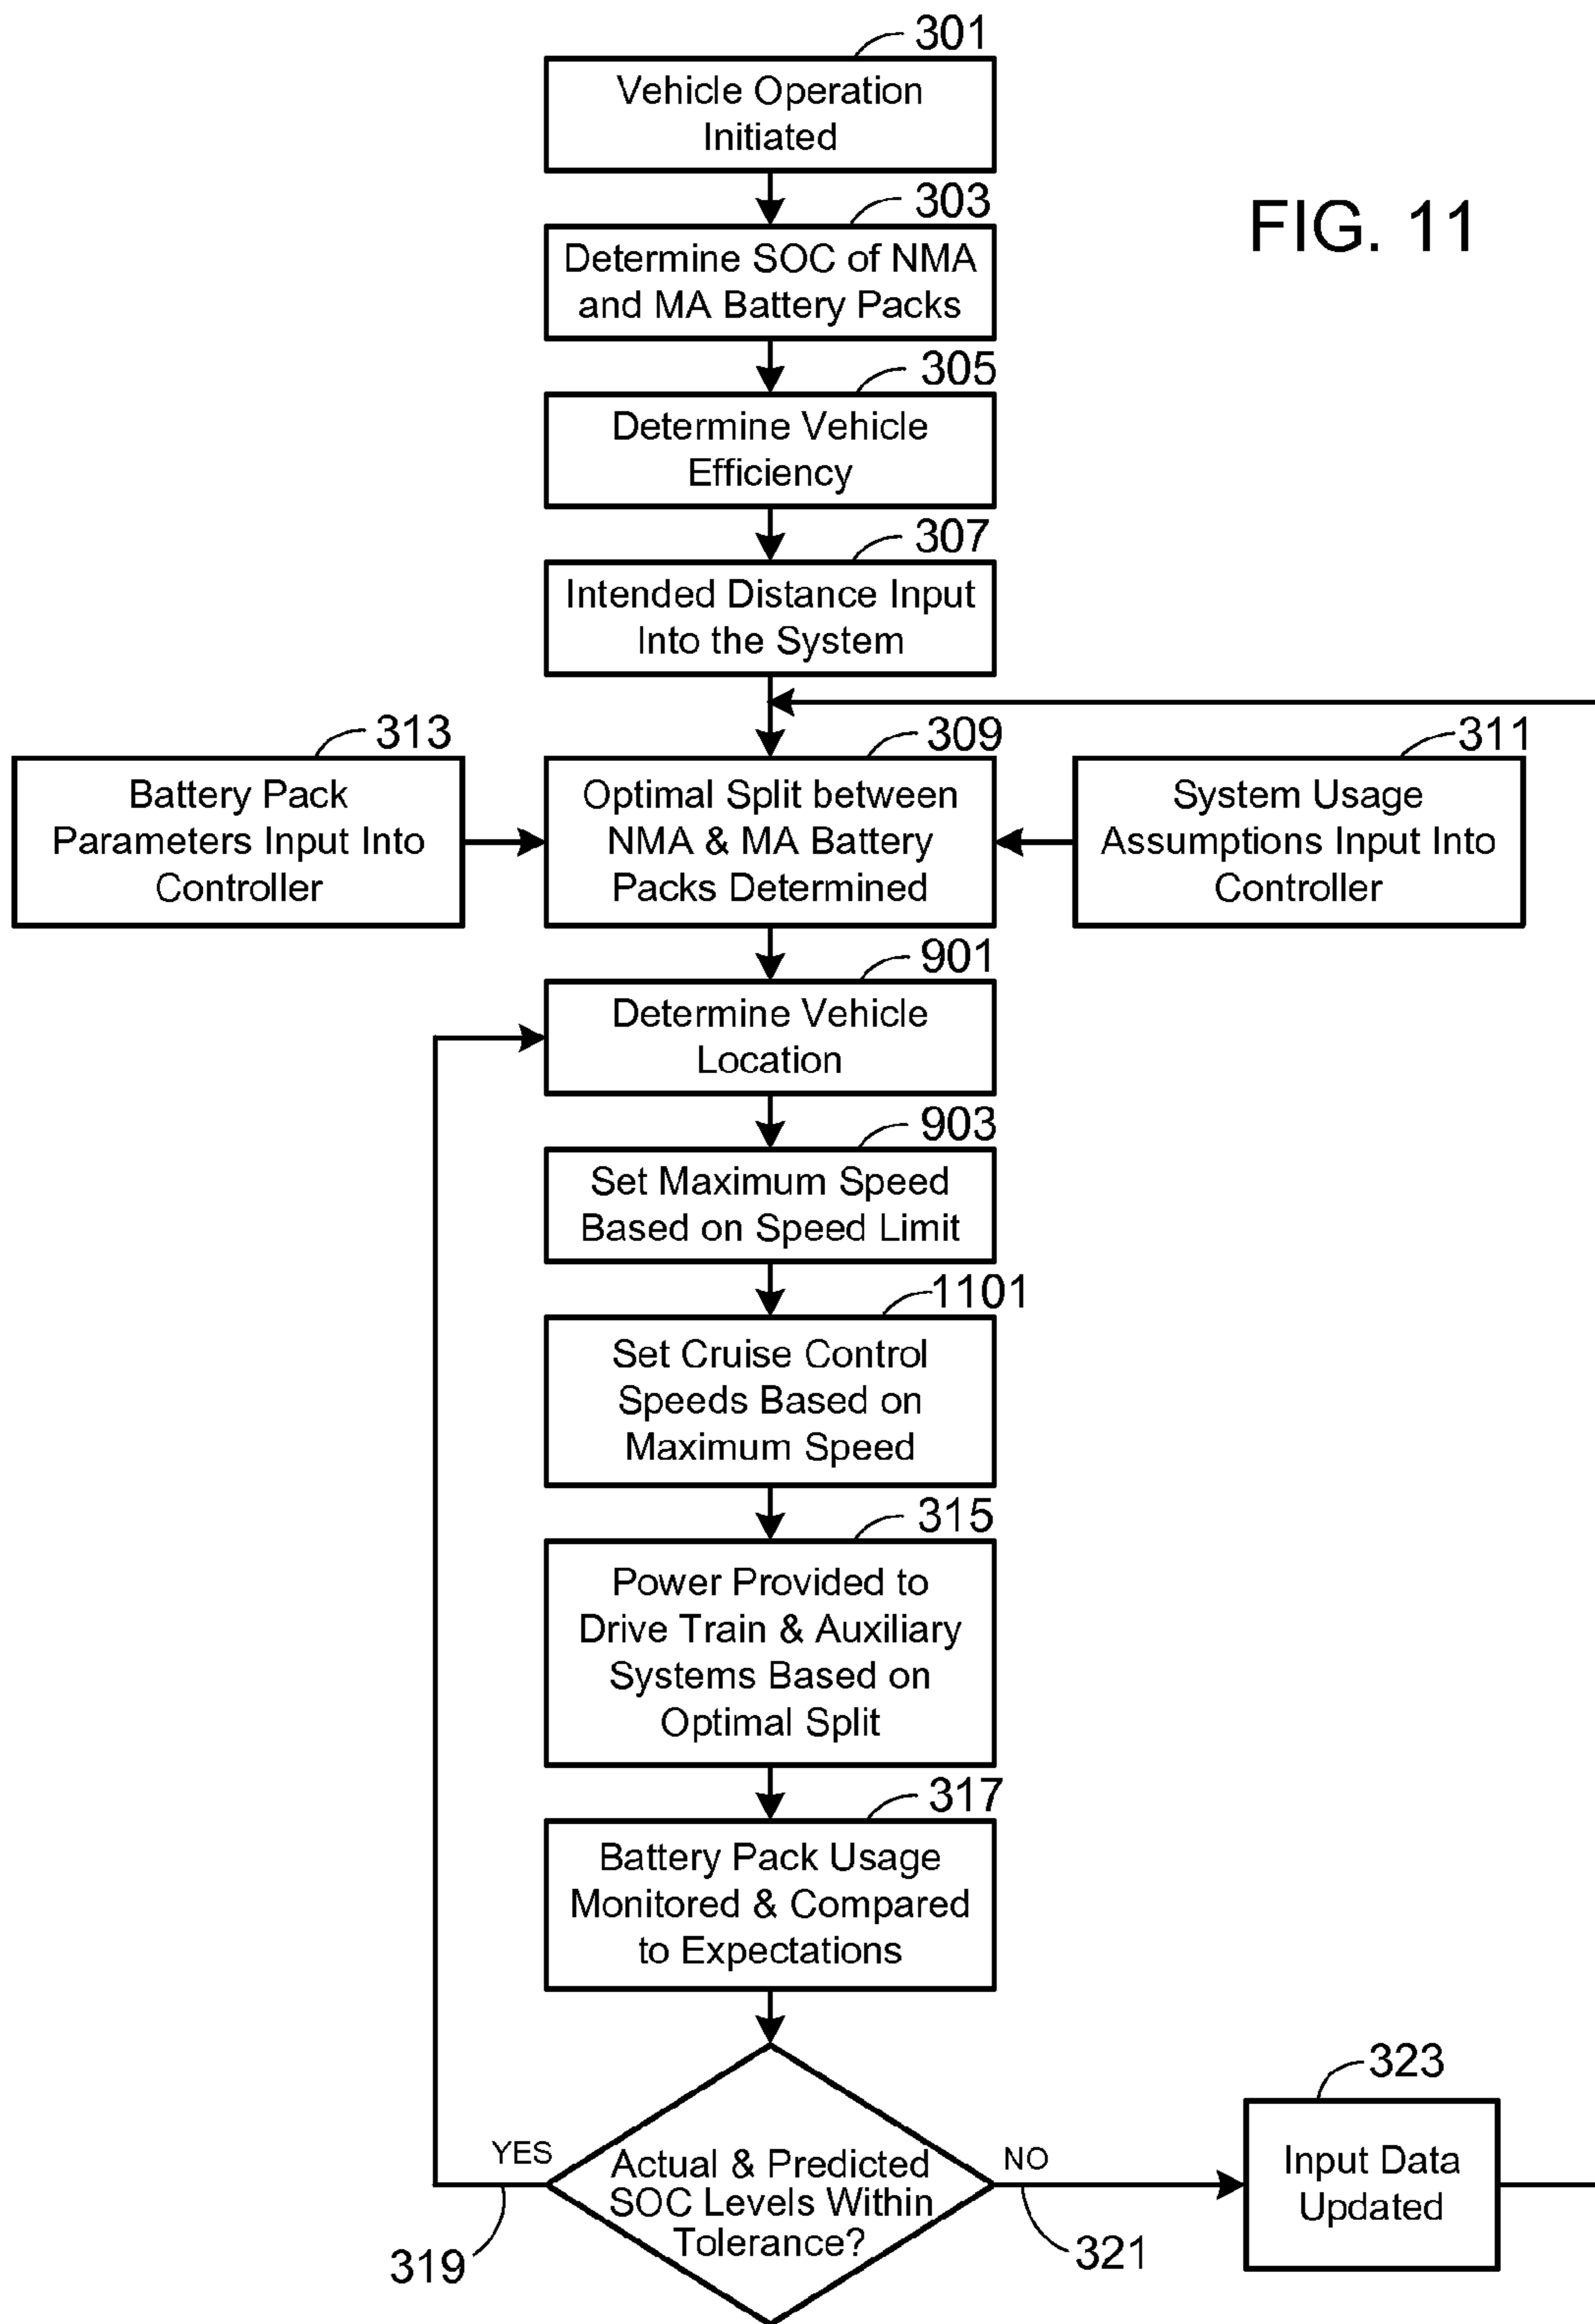 301
Vehicle Operation
Initiated
303
FIG. 11
Determine SOC of NMA
and MA Battery Packs
305
Determine Vehicle
Efficiency
307
Intended Distance Input
Into the System
313
Battery Pack
Parameters Input Into
Controller
309
Optimal Split between
NMA & MA Battery
Packs Determined
311
System Usage
Assumptions Input Into
Controller
901
Determine Vehicle
Location
903
Set Maximum Speed
Based on Speed Limit
1101
Set Cruise Control
Speeds Based on
Maximum Speed
315
Power Provided to
Drive Train & Auxiliary
Systems Based on
Optimal Split
317
Battery Pack Usage
Monitored & Compared
to Expectations
YES
Actual & Predicted
SOC Levels Within
Tolerance?
NO
319
321
323
Input Data
Updated